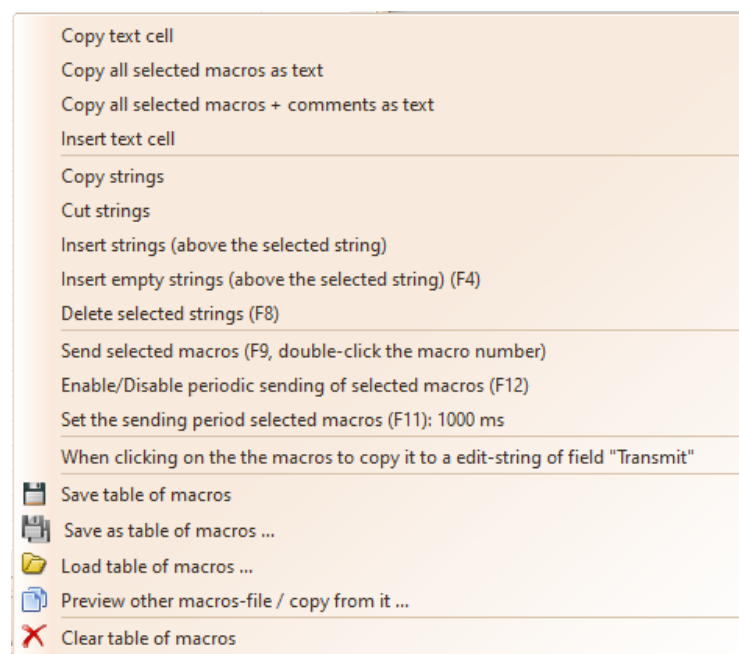 Copy text cell
Copy all selected macros as text
Copy all selected macros + comments as text
Insert text cell
Copy strings
Cut strings
Insert strings (above the selected string)
Insert empty strings (above the selected string) (F4)
Delete selected strings (F8)
Send selected macros (F9, double-click the macro number)
Enable/Disable periodic sending of selected macros (F12)
Set the sending period selected macros (F11): 1000 ms
When clicking on the the macros to copy it to a edit-string of field "Transmit"
Save table of macros
Save as table of macros ...
Load table of macros ...
Preview other macros-file / copy from it ...
Clear table of macros